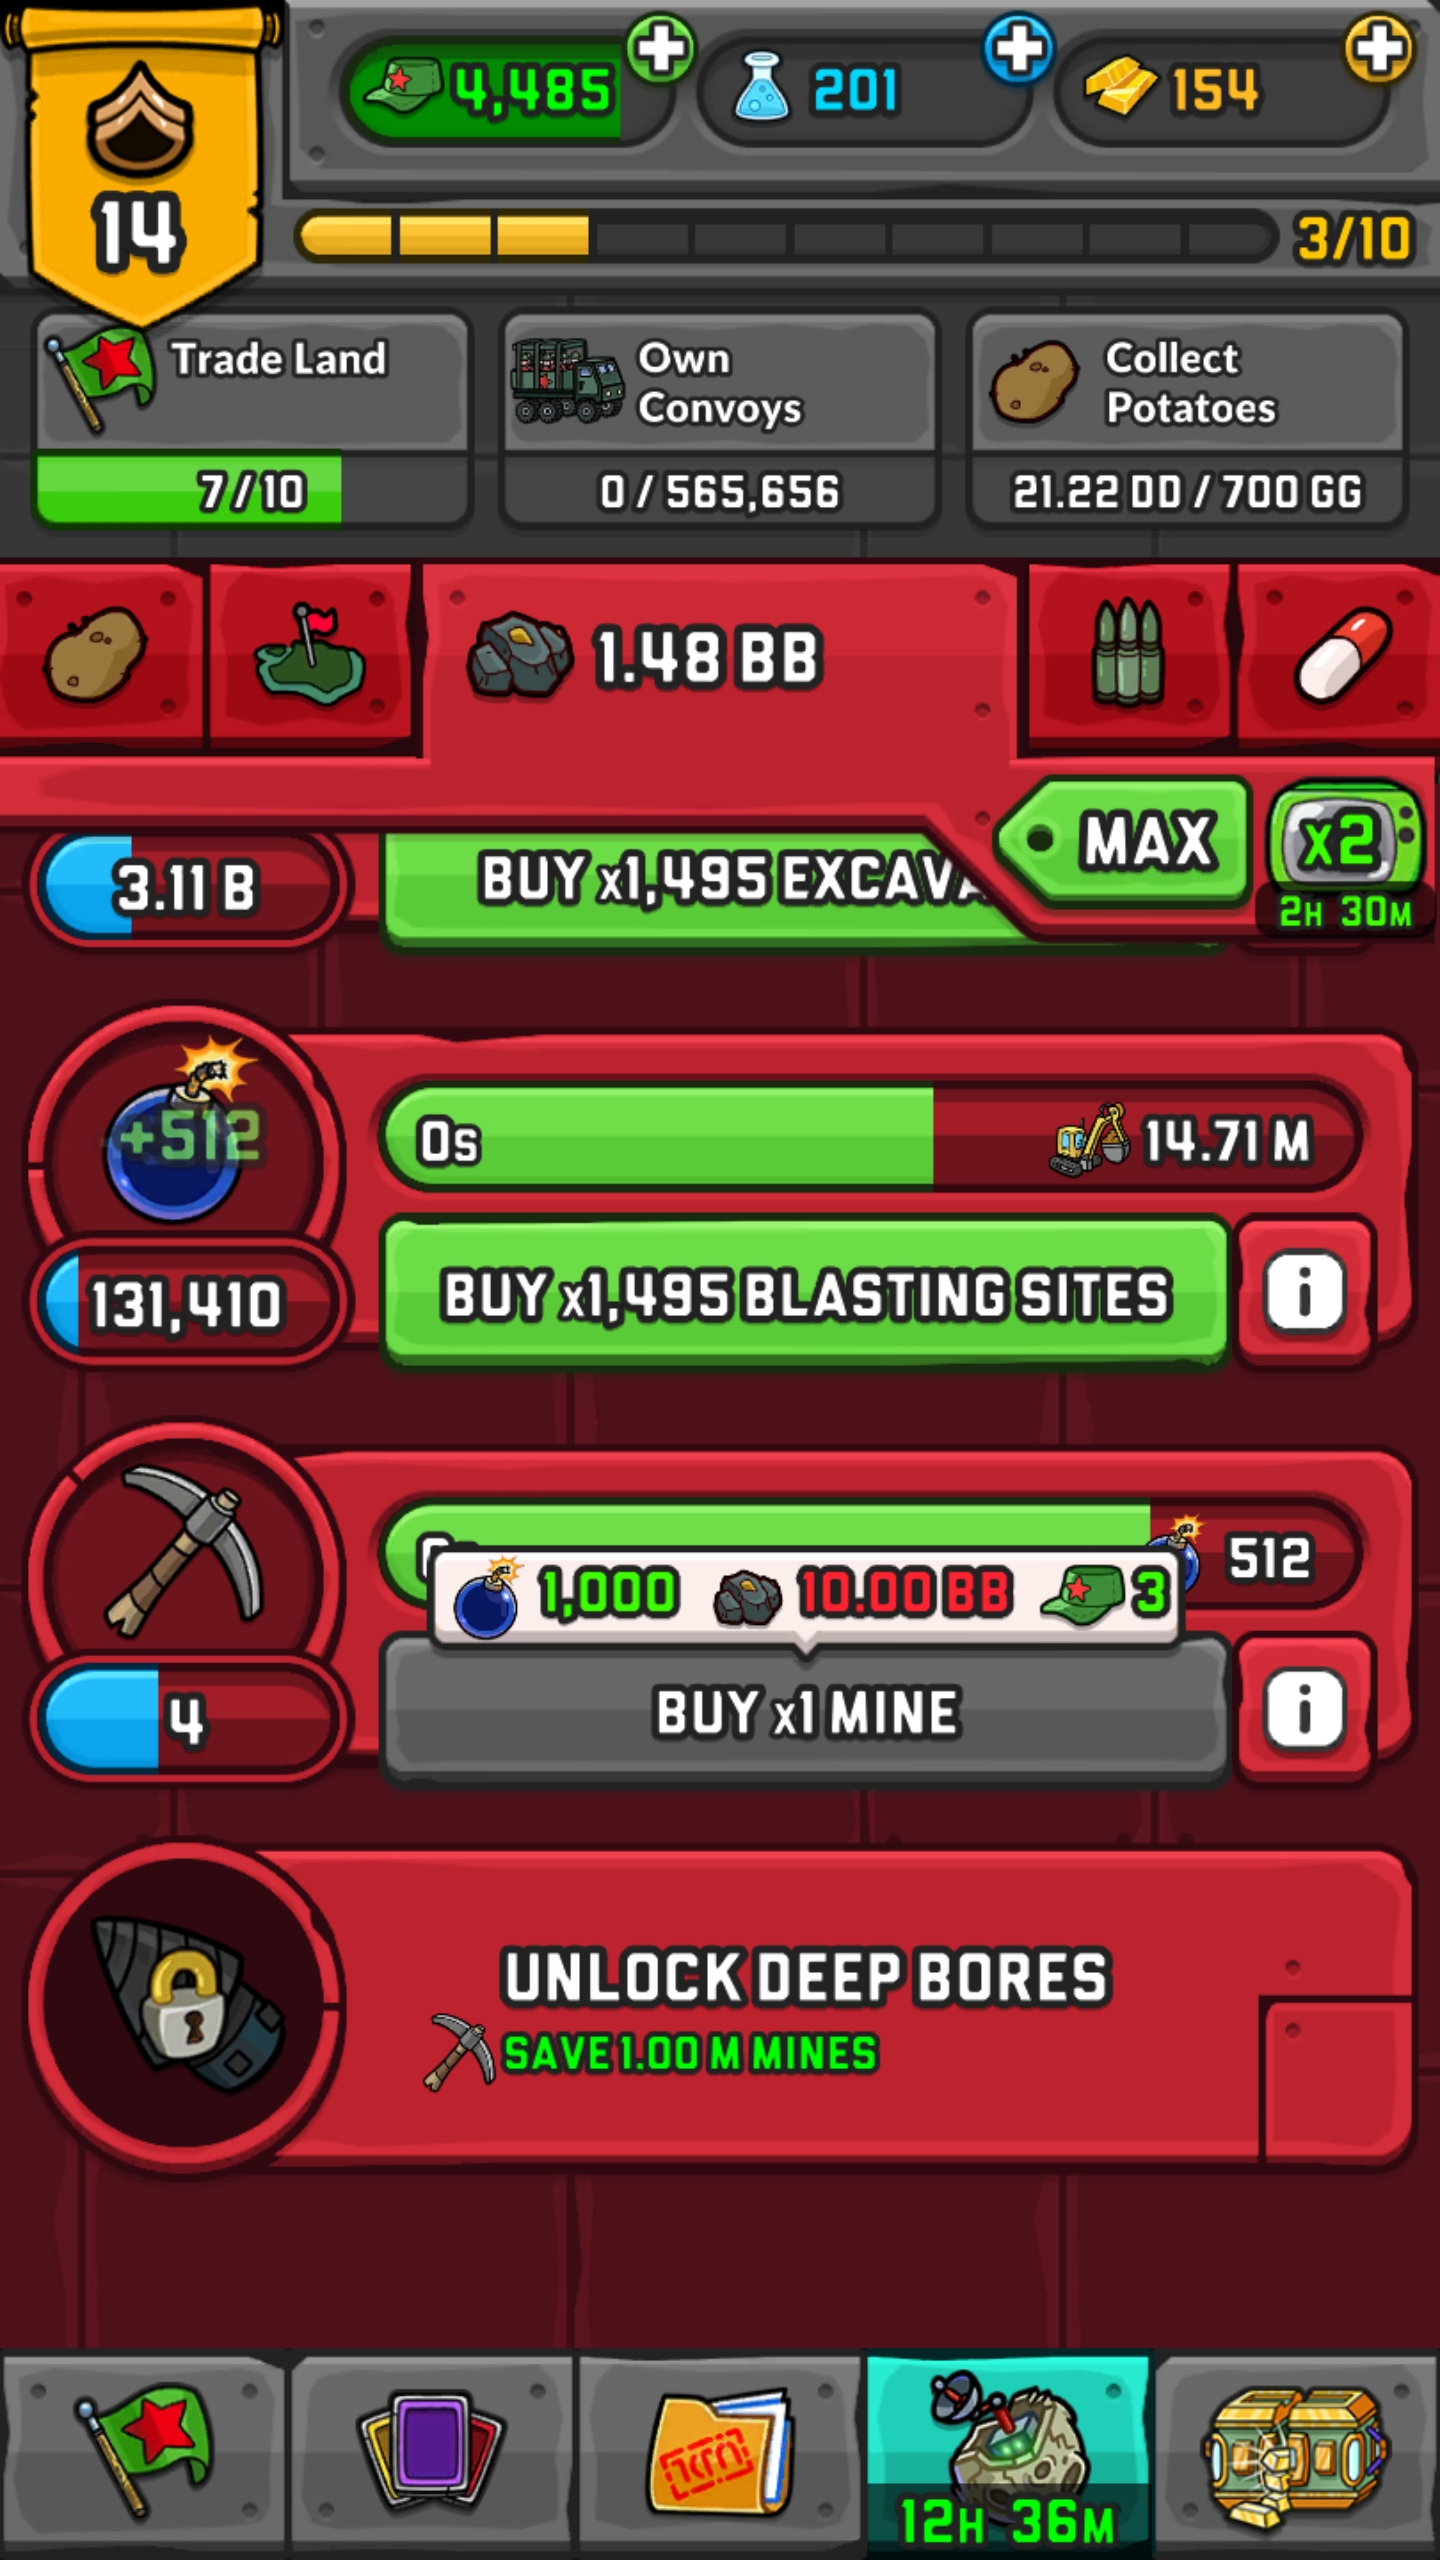 4,485
201
154
14
3/10
Trade Land
7/10
Own
Convoys
0 / 565,656
Collect
Potatoes
21.22 DD / 700 GG
1.48 BB
MAX
x2
2H 30M
3.11 B
BUY x1,495
+512
0s
14.71 M
131,410
BUY x1,495 BLASTING SITES
512
1,000
10.00 BB
3
4
BUY x1 MINE
UNLOCK DEEP BORES
SAVE 1.00 M MINES
12H 36M